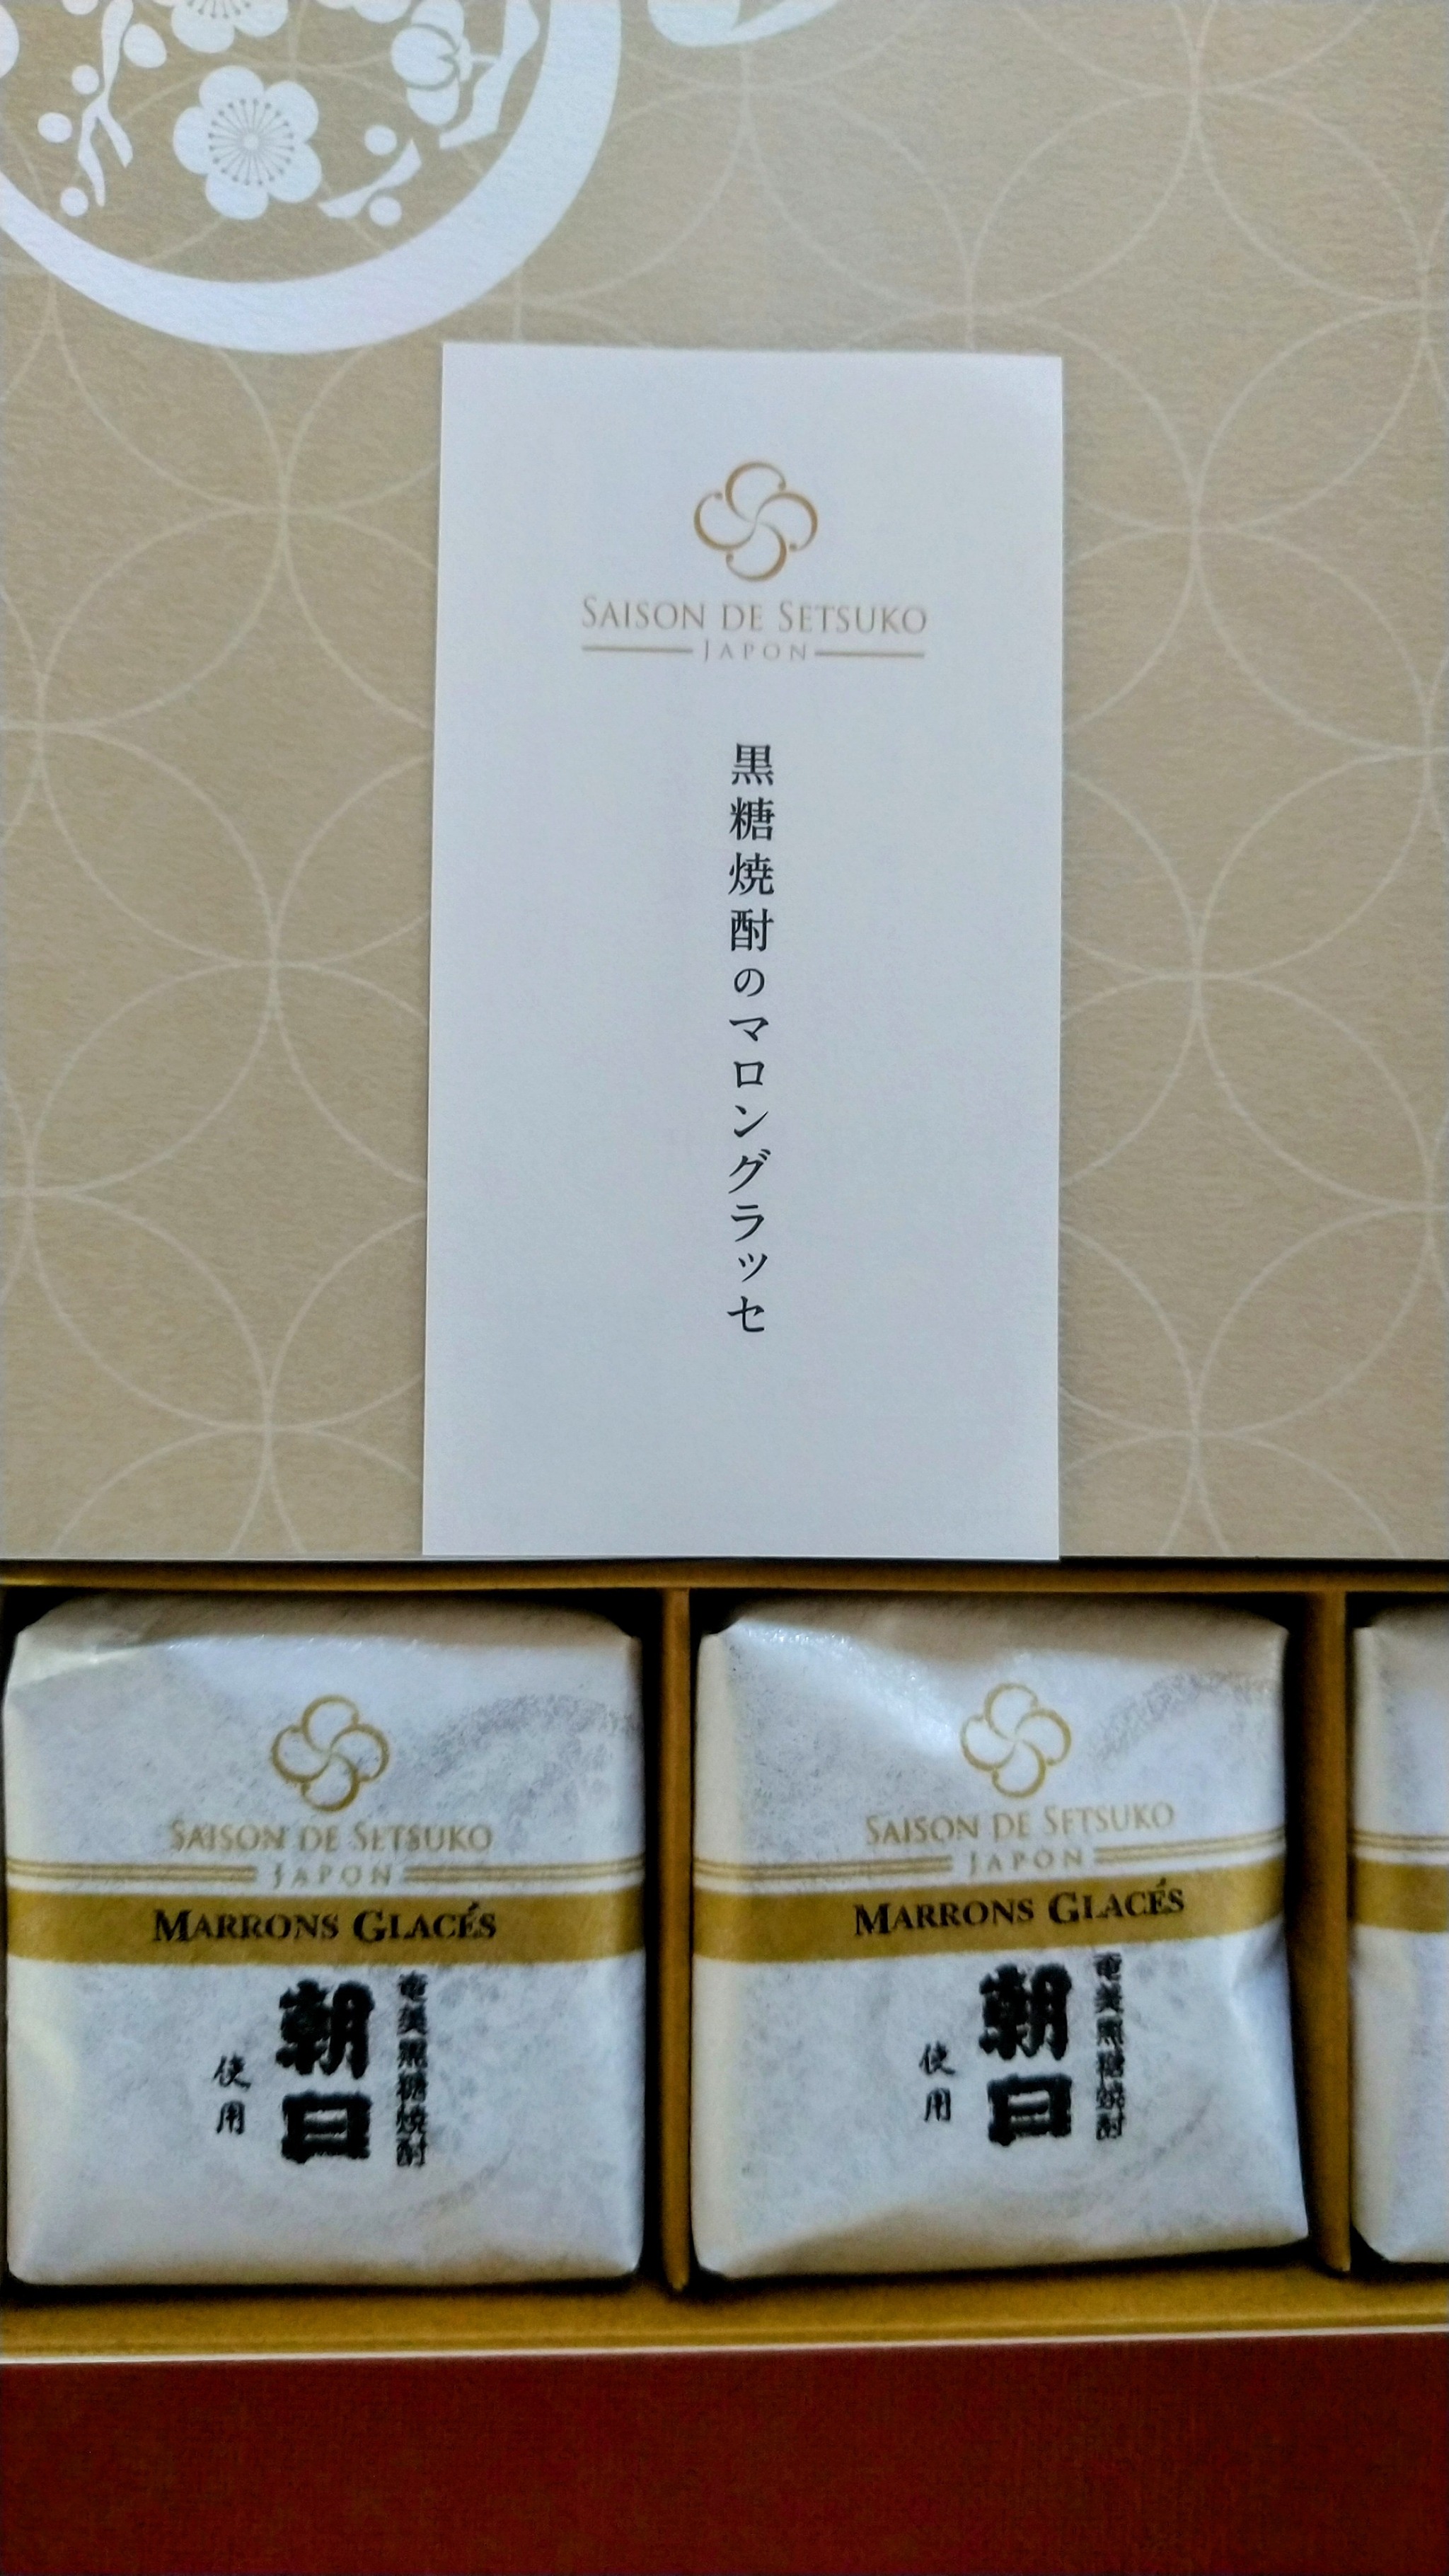 SAISON DE SETSUKO
JAPON
黒糖焼酎のマロングラッセ
SAISON DE SETSUKO
JAPON
MARRONS GLACÉS
奄美黒糖焼酎
朝日
使用
SAISON DE SETSUKO
JAPON
MARRONS GLACÉS
奄美黒糖焼酎
朝日
使用